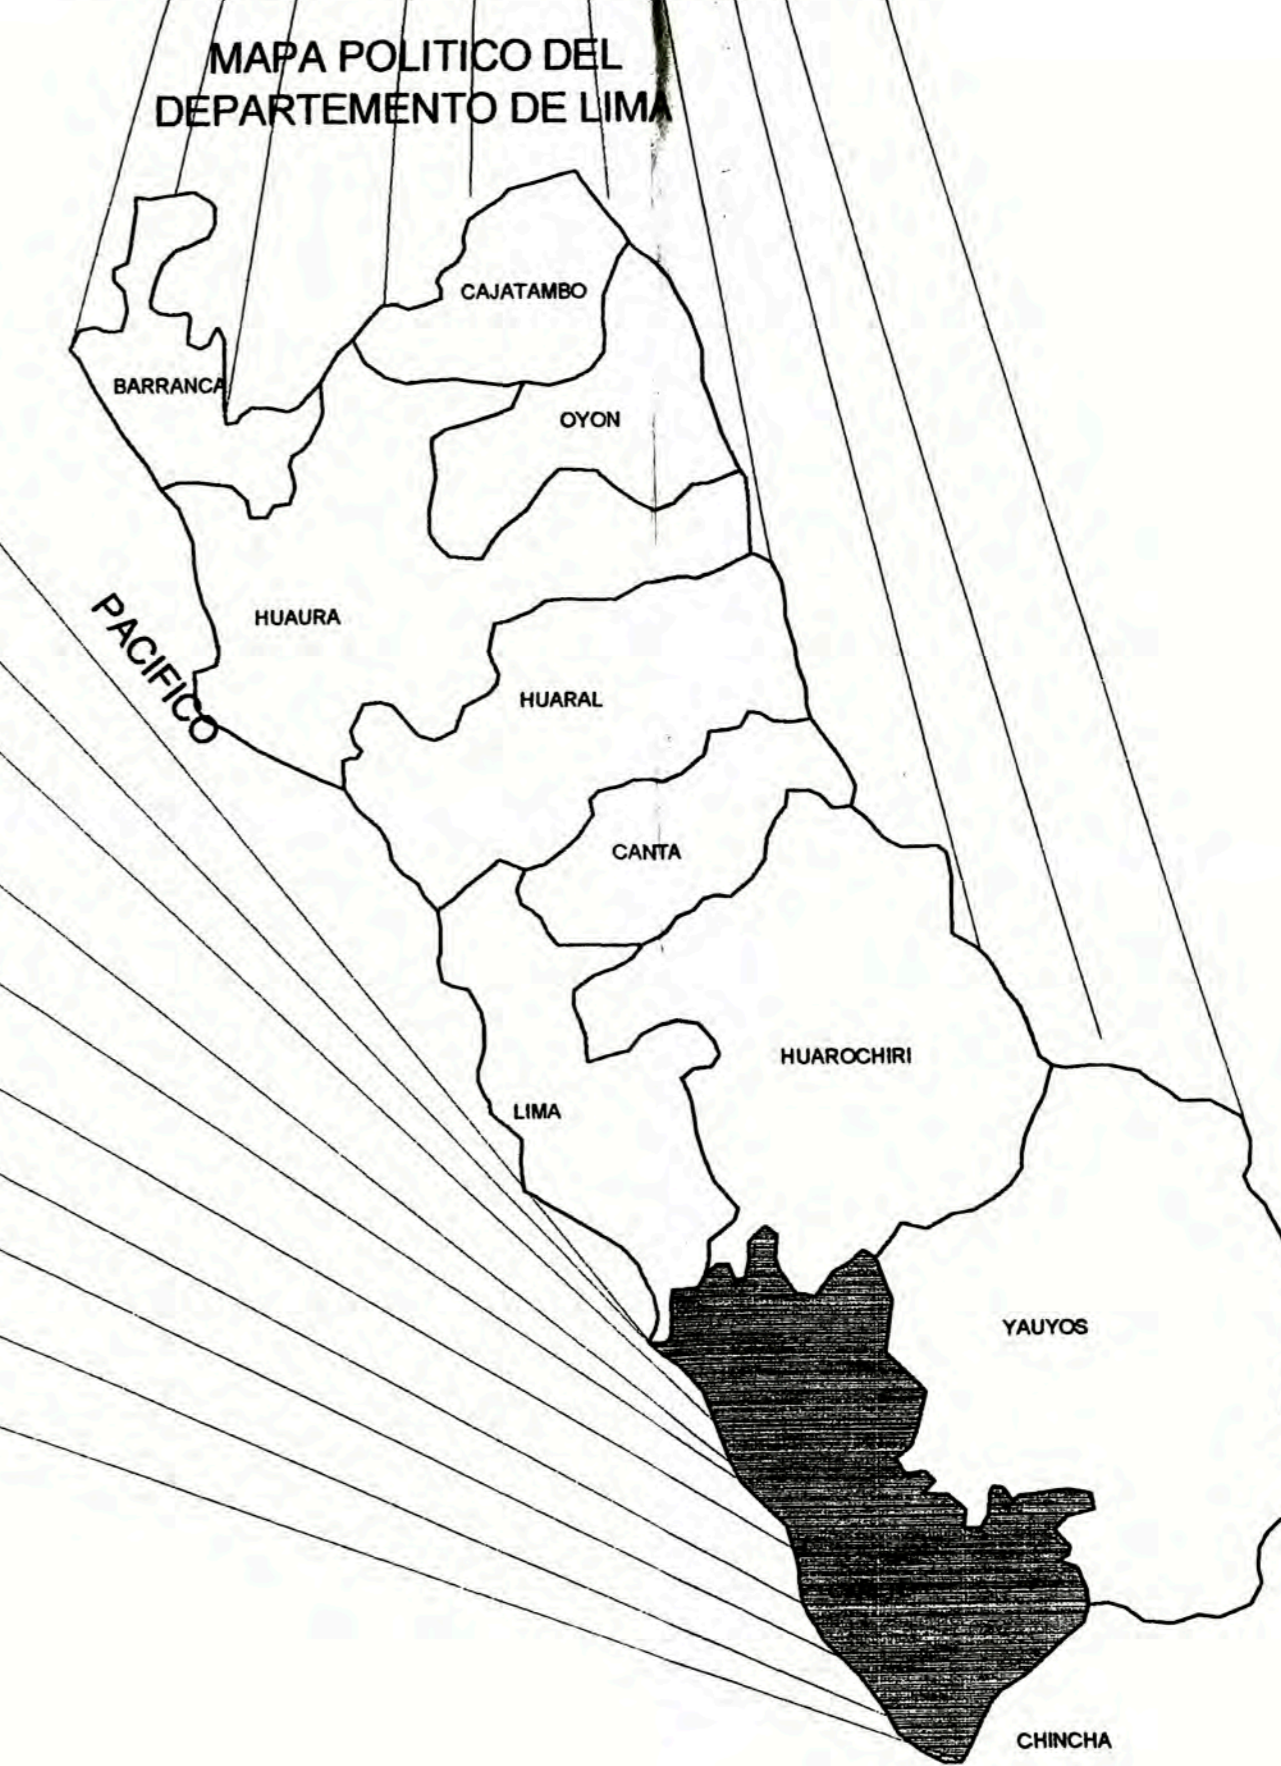 MAPA POLITICO DEL
DEPARTEMENTO DE LIMA
CAJATAMBO
BARRANCA
OYON
PACIFICO
HUAURA
HUARAL
CANTA
HUAROCHIRI
LIMA
YAUYOS
CHINCHA